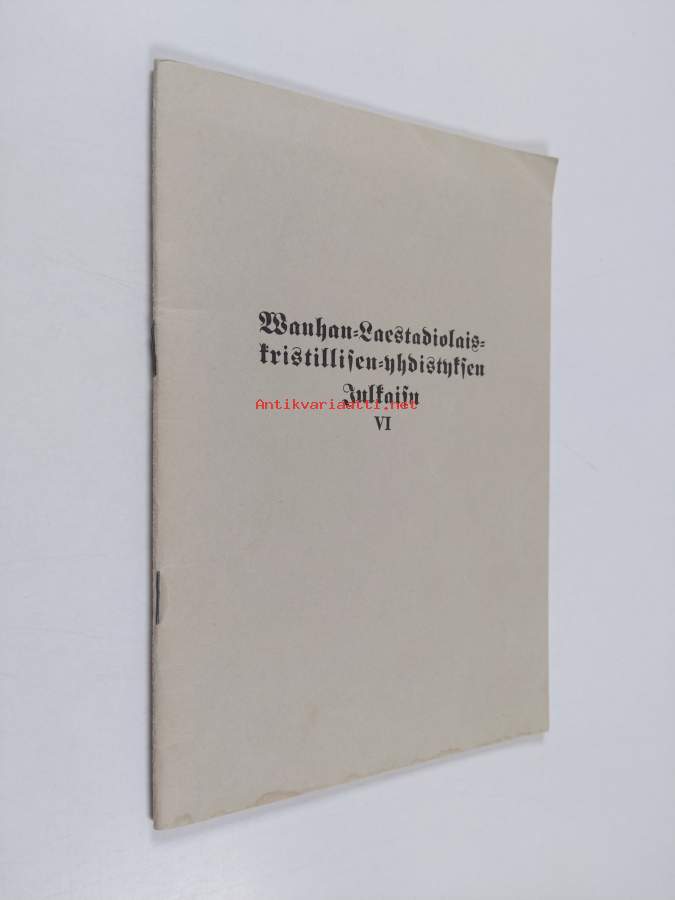 Wanhan-Laestadiolais-
kristillisen-yhdistyksen
Julkaisu
Antikvariaatti.net
VI